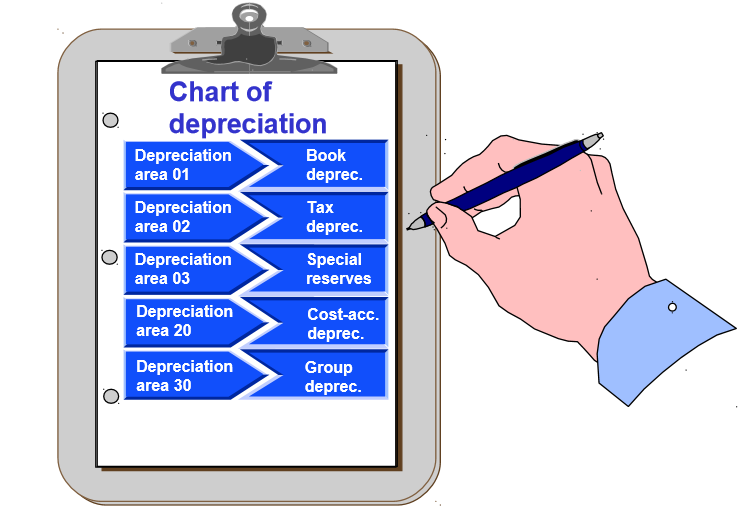 Chart of
depreciation
Depreciation
area 01
Book
deprec.
Depreciation
area 02
Tax
deprec.
Depreciation
area 03
Special
reserves
Depreciation
area 20
Cost-acc.
deprec.
Depreciation
area 30
Group
deprec.